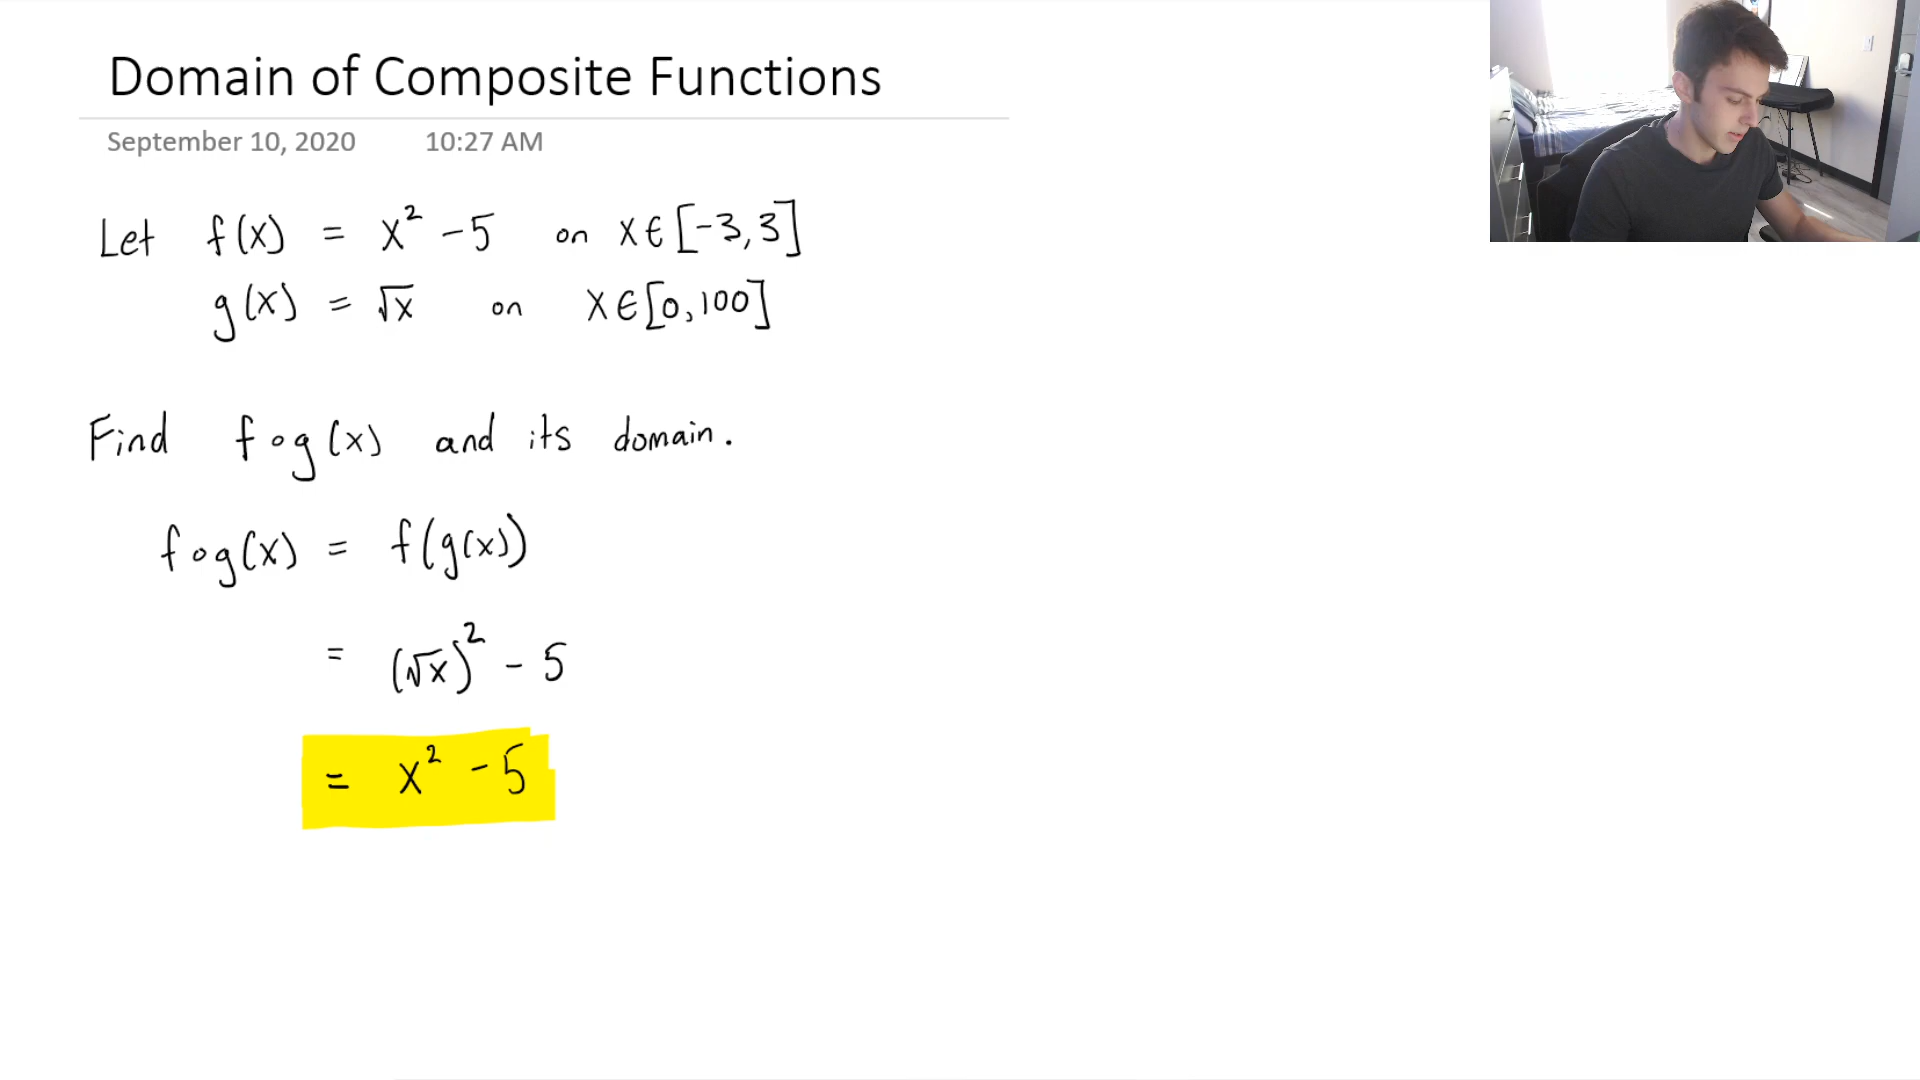 Domain of Composite Functions
September 10, 2020 10:27 AM
Let f(x) = x² - 5 on x∈[-3,3]
g(x) = √x on x∈[0,100]
Find f∘g(x) and its domain.
f∘g(x) = f(g(x))
= (√x)² - 5
= x² - 5